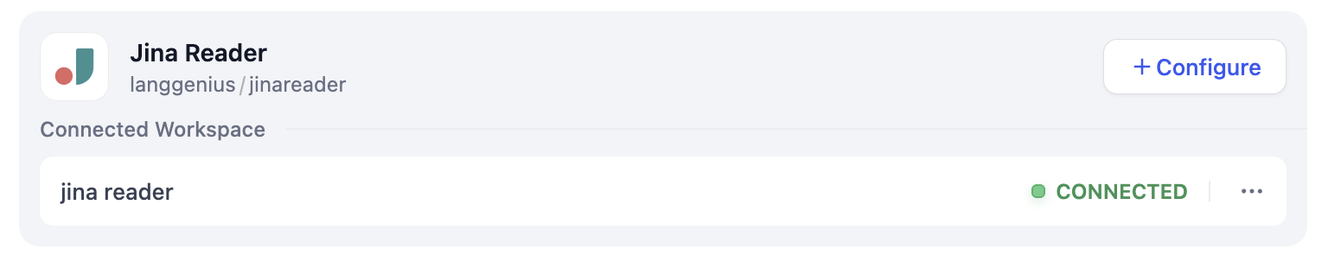 Jina Reader
langgenius/jinareader
+ Configure
Connected Workspace
jina reader
CONNECTED